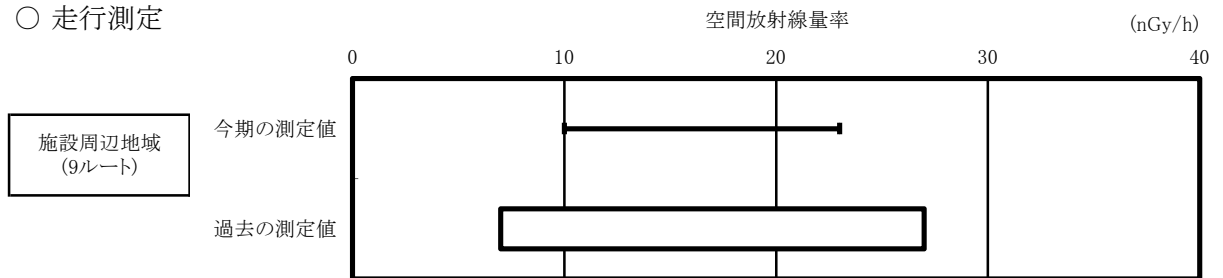 ○ 走行測定
空間放射線量率
(nGy/h)
0 10 20 30 40
施設周辺地域
(9ルート)
今期の測定値
過去の測定値